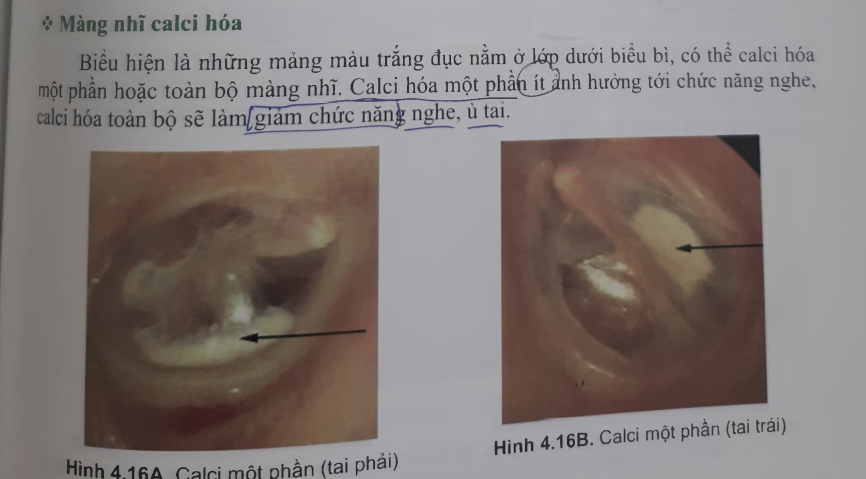 ❖ Màng nhĩ calci hóa
Biểu hiện là những mảng màu trắng đục nằm ở lớp dưới biểu bì, có thể calci hóa
một phần hoặc toàn bộ màng nhĩ. Calci hóa một phần ít ảnh hưởng tới chức năng nghe,
calci hóa toàn bộ sẽ làm giảm chức năng nghe, ù tai.
Hình 4.16A. Calci một phần (tai phải)
Hình 4.16B. Calci một phần (tai trái)